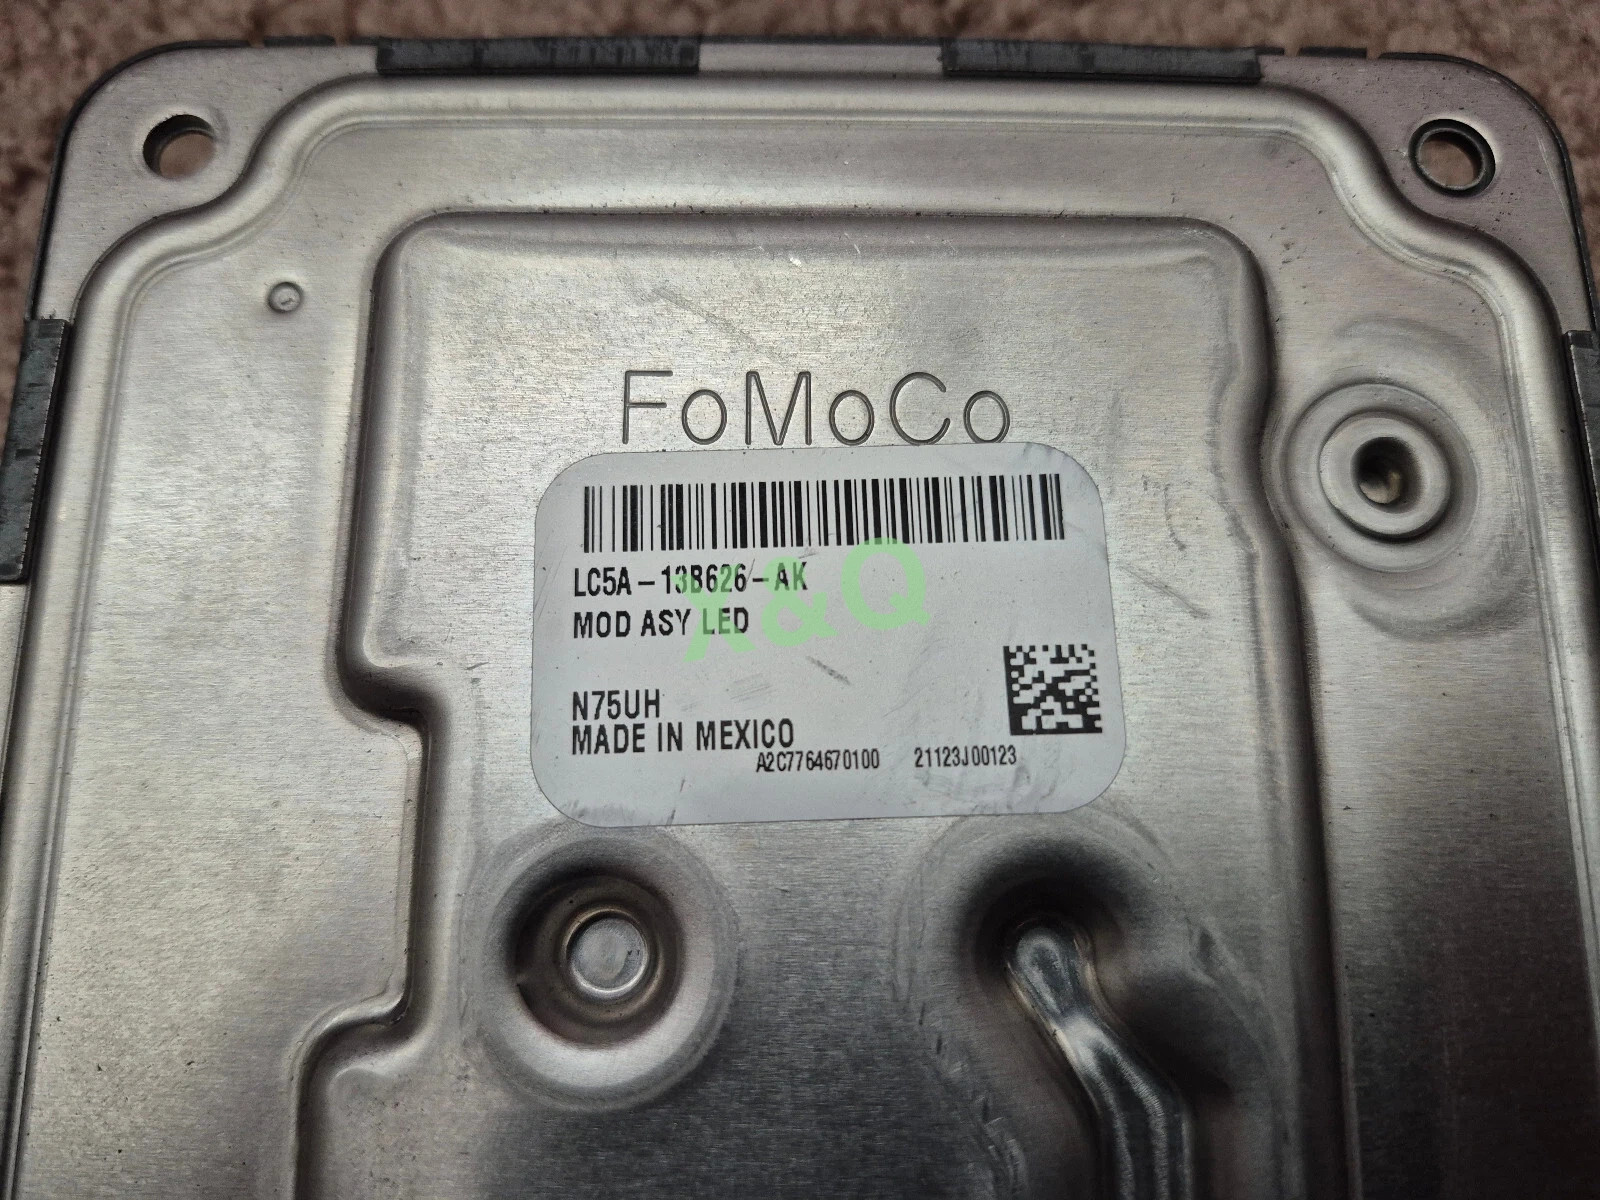 FoMoCo
LC5A-13B626-AK
X&Q
MOD ASY LED
N75UH
MADE IN MEXICO
A2C7764670100 21123J00123